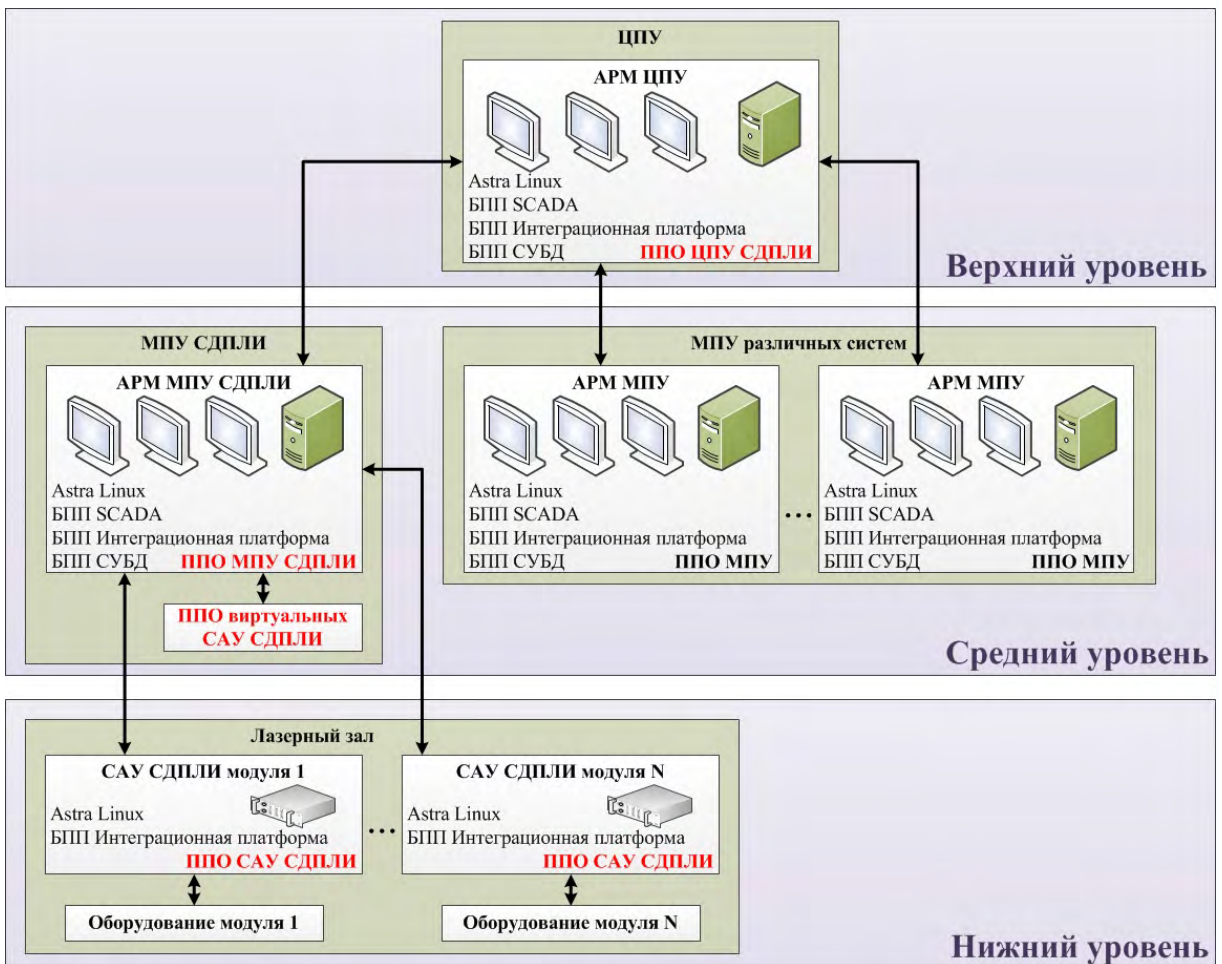 ЦПУ
АРМ ЦПУ
Astra Linux
БПП SCADA
БПП Интеграционная платформа
БПП СУБД
ППО ЦПУ СДПЛИ
Верхний уровень
МПУ СДПЛИ
АРМ МПУ СДПЛИ
Astra Linux
БПП SCADA
БПП Интеграционная платформа
БПП СУБД
ППО МПУ СДПЛИ
ППО виртуальных
САУ СДПЛИ
МПУ различных систем
АРМ МПУ
Astra Linux
БПП SCADA
БПП Интеграционная платформа
БПП СУБД
ППО МПУ
...
АРМ МПУ
Astra Linux
БПП SCADA
БПП Интеграционная платформа
БПП СУБД
ППО МПУ
Средний уровень
Лазерный зал
САУ СДПЛИ модуля 1
Astra Linux
БПП Интеграционная платформа
ППО САУ СДПЛИ
Оборудование модуля 1
...
САУ СДПЛИ модуля N
Astra Linux
БПП Интеграционная платформа
ППО САУ СДПЛИ
Оборудование модуля N
Нижний уровень